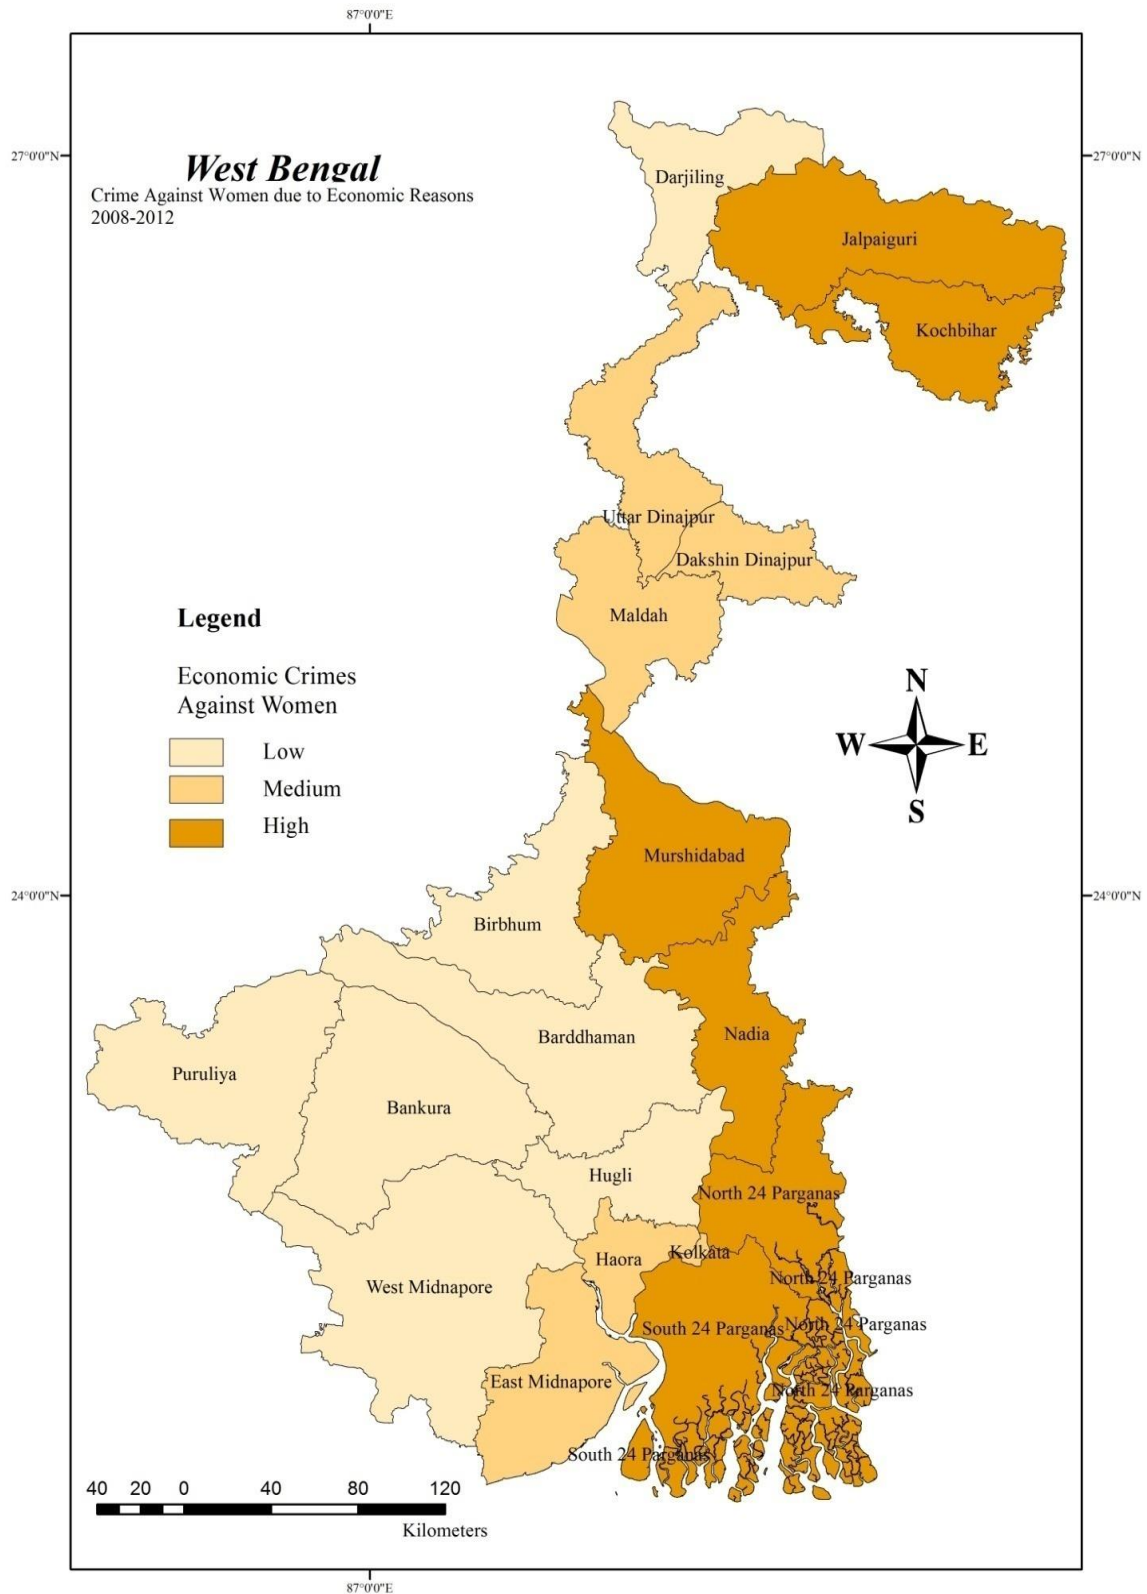 87°0'0"E
27°0'0"N
27°0'0"N
West Bengal
Crime Against Women due to Economic Reasons
2008-2012
Darjiling
Jalpaiguri
Kochbihar
Uttar Dinajpur
Dakshin Dinajpur
Maldah
Legend
Economic Crimes
Against Women
Low
Medium
High
N
W
E
S
Murshidabad
24°0'0"N
24°0'0"N
Birbhum
Barddhaman
Nadia
Puruliya
Bankura
Hugli
North 24 Parganas
Kolkata
Haora
North 24 Parganas
West Midnapore
North 24 Parganas
South 24 Parganas
East Midnapore
North 24 Parganas
South 24 Parganas
40 20 0 40 80 120
Kilometers
87°0'0"E